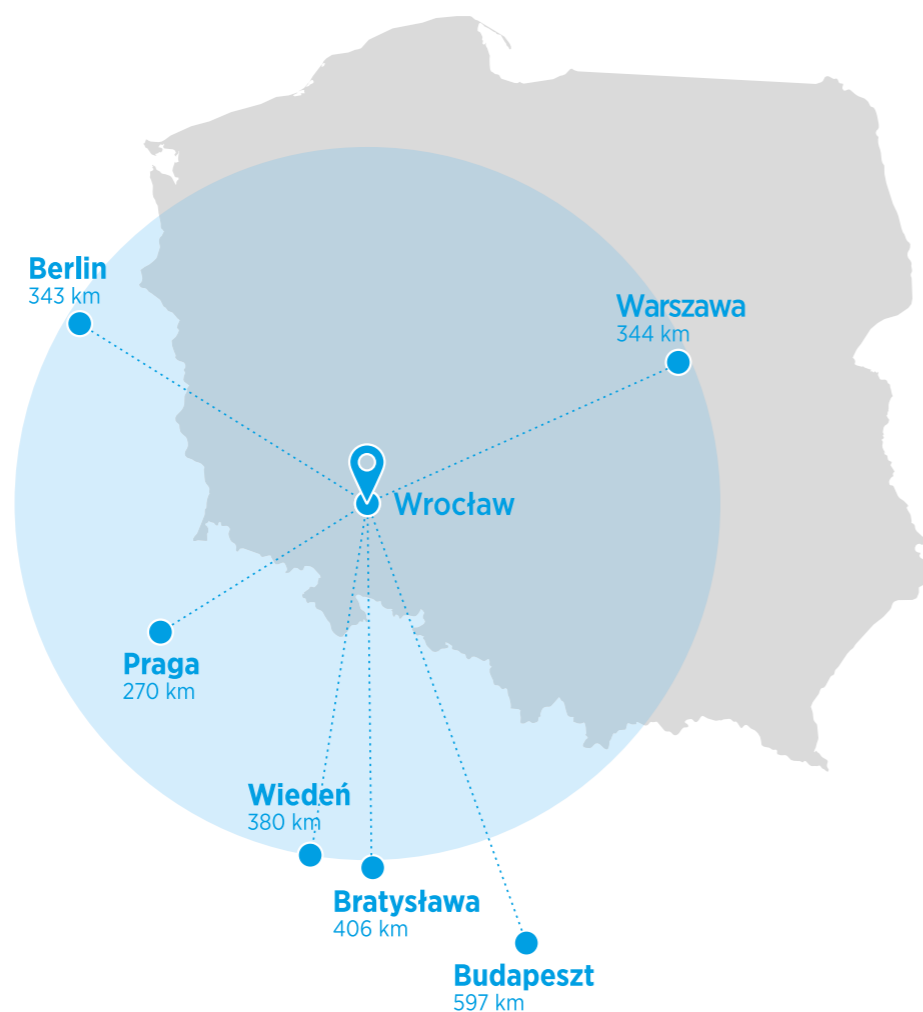 Berlin
343 km
Warszawa
344 km
Wrocław
Praga
270 km
Wiedeń
380 km
Bratysława
406 km
Budapeszt
597 km